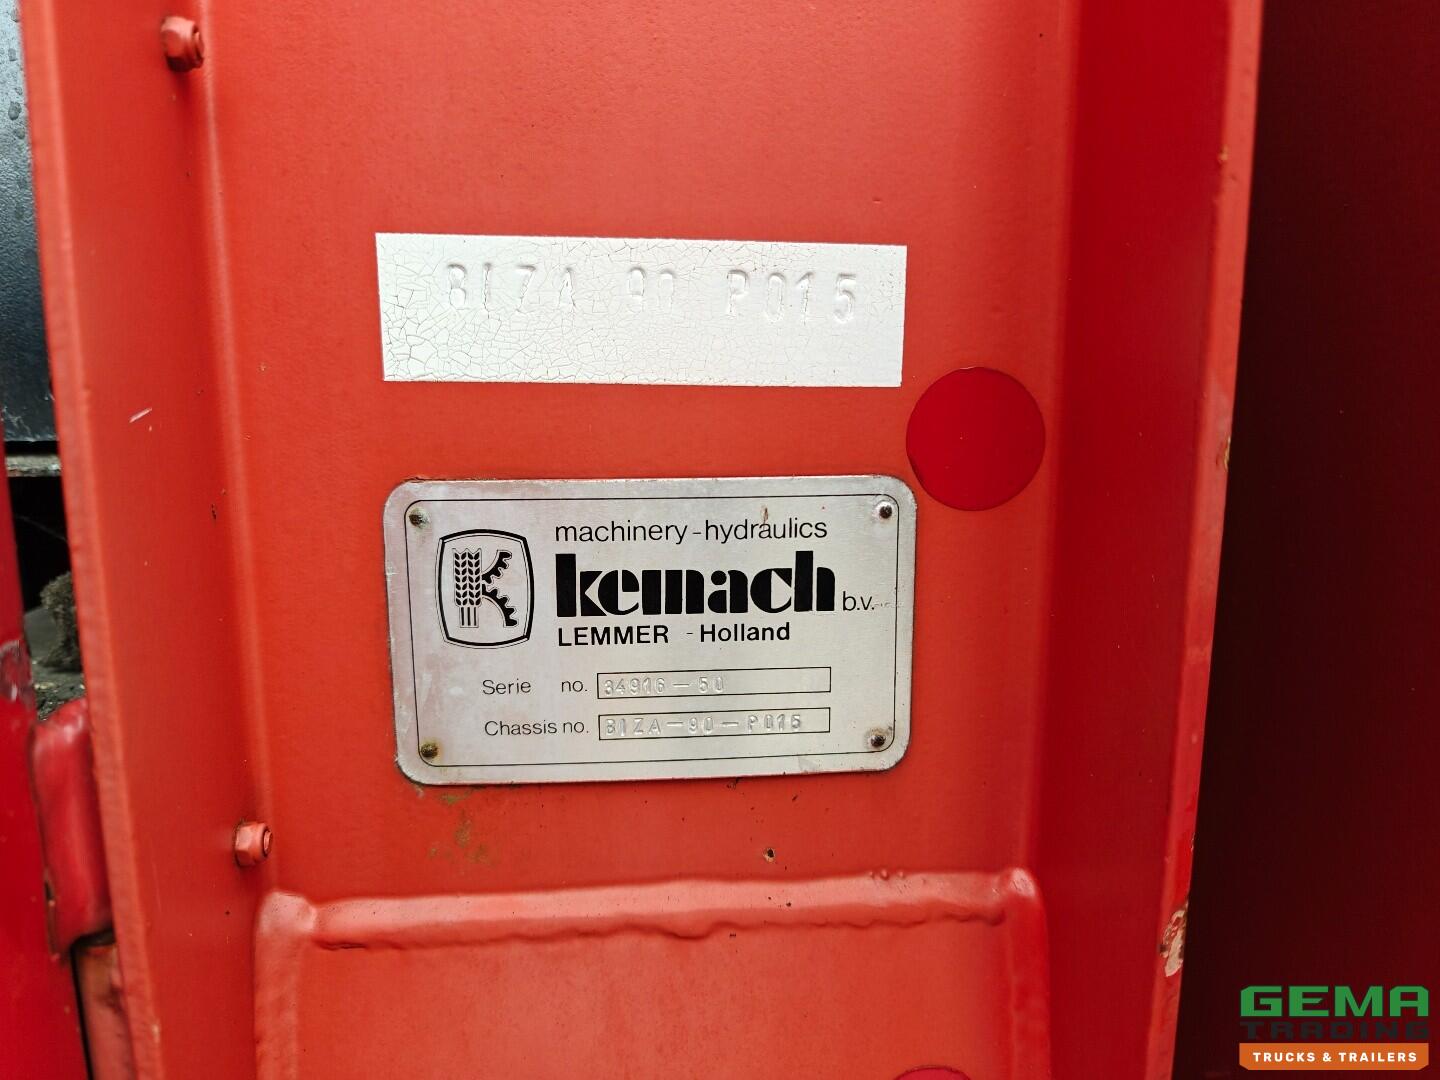 BIZA 90 P015
machinery-hydraulics
kemach b.v.
LEMMER - Holland
Serie no. 34916-50
Chassis no. BIZA-90-P015
GEMA
TRADING
TRUCKS & TRAILERS